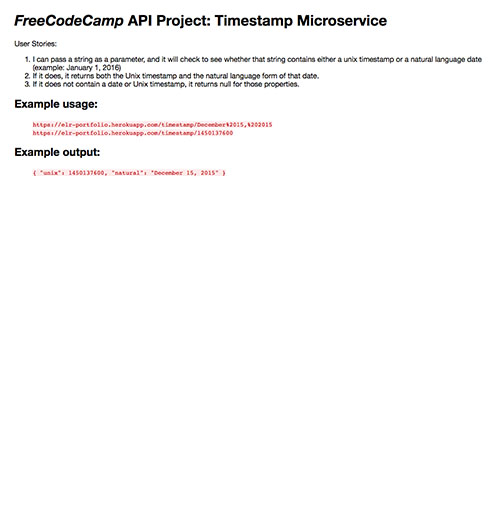 FreeCodeCamp API Project: Timestamp Microservice
User Stories:
1. I can pass a string as a parameter, and it will check to see whether that string contains either a unix timestamp or a natural language date
(example: January 1, 2016)
2. If it does, it returns both the Unix timestamp and the natural language form of that date.
3. If it does not contain a date or Unix timestamp, it returns null for those properties.
Example usage:
https://elr-portfolio.herokuapp.com/timestamp/December%2015,%202015
https://elr-portfolio.herokuapp.com/timestamp/1450137600
Example output:
{ "unix": 1450137600, "natural": "December 15, 2015" }